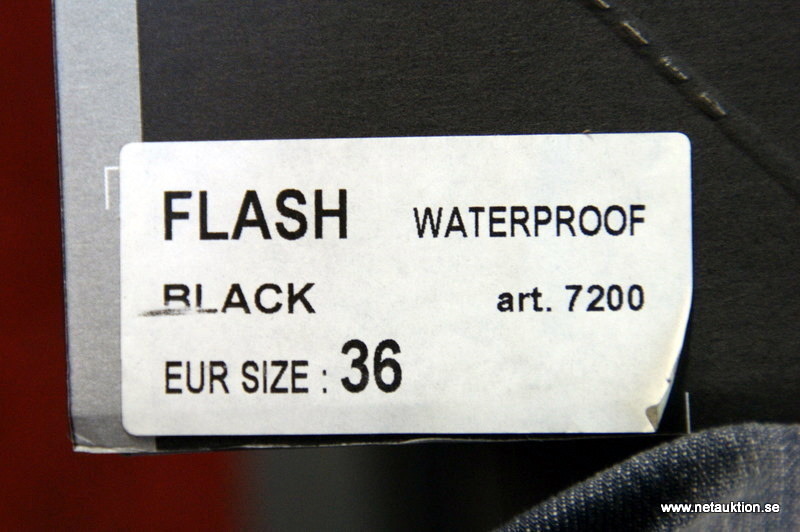 FLASH WATERPROOF
BLACK art. 7200
EUR SIZE : 36
www.netauktion.se